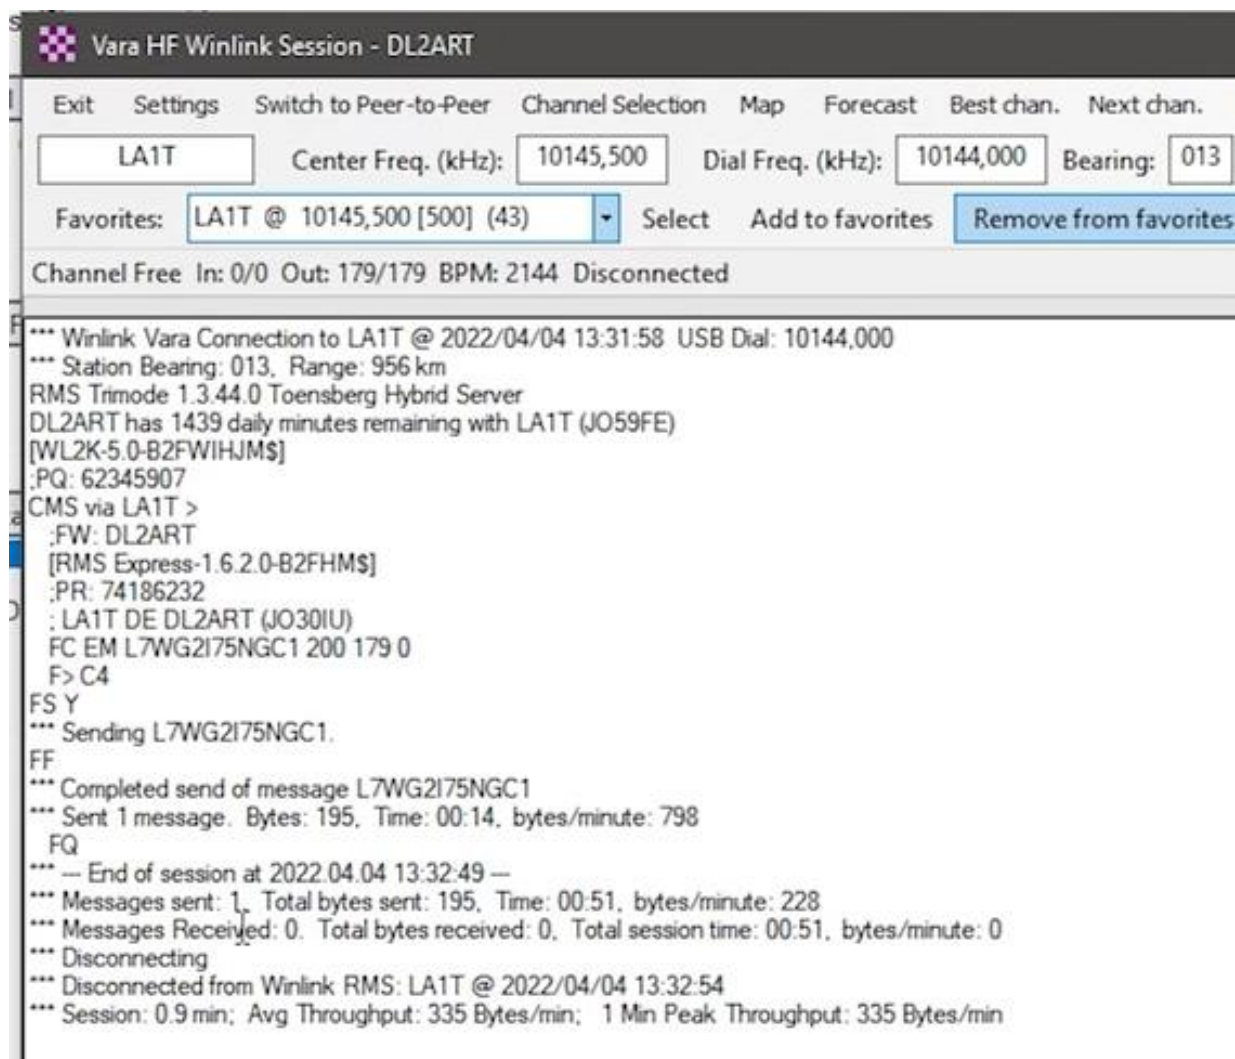 Vara HF Winlink Session - DL2ART
Exit Settings Switch to Peer-to-Peer Channel Selection Map Forecast Best chan. Next chan.
LA1T Center Freq. (kHz): 10145,500 Dial Freq. (kHz): 10144,000 Bearing: 013
Favorites: LA1T @ 10145,500 [500] (43) Select Add to favorites Remove from favorites
Channel Free In: 0/0 Out: 179/179 BPM: 2144 Disconnected
*** Winlink Vara Connection to LA1T @ 2022/04/04 13:31:58 USB Dial: 10144,000
*** Station Bearing: 013, Range: 956 km
RMS Trimode 1.3.44.0 Toensberg Hybrid Server
DL2ART has 1439 daily minutes remaining with LA1T (JO59FE)
[WL2K-5.0-B2FWIHJM$]
;PQ: 62345907
CMS via LA1T >
;FW: DL2ART
[RMS Express-1.6.2.0-B2FHM$]
;PR: 74186232
; LA1T DE DL2ART (JO30IU)
FC EM L7WG2I75NGC1 200 179 0
F> C4
FS Y
*** Sending L7WG2I75NGC1.
FF
*** Completed send of message L7WG2I75NGC1
*** Sent 1 message. Bytes: 195, Time: 00:14, bytes/minute: 798
FQ
*** --- End of session at 2022.04.04 13:32:49 ---
*** Messages sent: 1. Total bytes sent: 195, Time: 00:51, bytes/minute: 228
*** Messages Received: 0. Total bytes received: 0, Total session time: 00:51, bytes/minute: 0
*** Disconnecting
*** Disconnected from Winlink RMS: LA1T @ 2022/04/04 13:32:54
*** Session: 0.9 min; Avg Throughput: 335 Bytes/min; 1 Min Peak Throughput: 335 Bytes/min